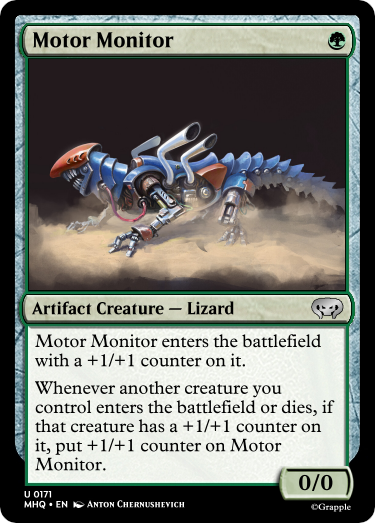 Motor Monitor
Artifact Creature — Lizard
Motor Monitor enters the battlefield
with a +1/+1 counter on it.
Whenever another creature you
control enters the battlefield or dies, if
that creature has a +1/+1 counter on
it, put +1/+1 counter on Motor
Monitor.
0/0
U 0171
MHQ • EN Anton Chernushevich
©Grapple